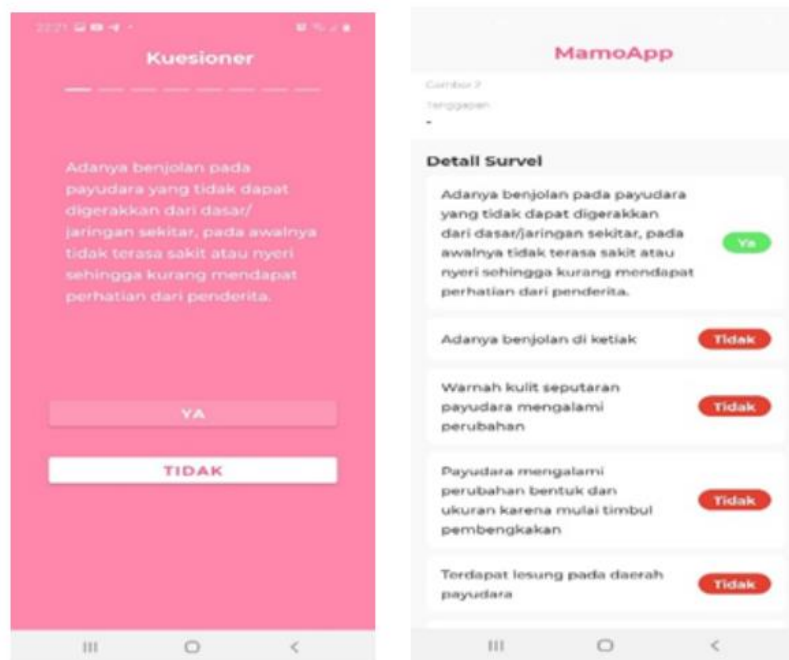 22:21
Kuesioner
Adanya benjolan pada
payudara yang tidak dapat
digerakkan dari dasar/
jaringan sekitar, pada awalnya
tidak terasa sakit atau nyeri
sehingga kurang mendapat
perhatian dari penderita.
YA
TIDAK
MamoApp
Gambar 2
Tanggapan
-
Detail Survei
Adanya benjolan pada payudara
yang tidak dapat digerakkan
dari dasar/jaringan sekitar, pada
awalnya tidak terasa sakit atau
nyeri sehingga kurang mendapat
perhatian dari penderita.
Ya
Adanya benjolan di ketiak
Tidak
Warnah kulit seputaran
payudara mengalami
perubahan
Tidak
Payudara mengalami
perubahan bentuk dan
ukuran karena mulai timbul
pembengkakan
Tidak
Terdapat lesung pada daerah
payudara
Tidak